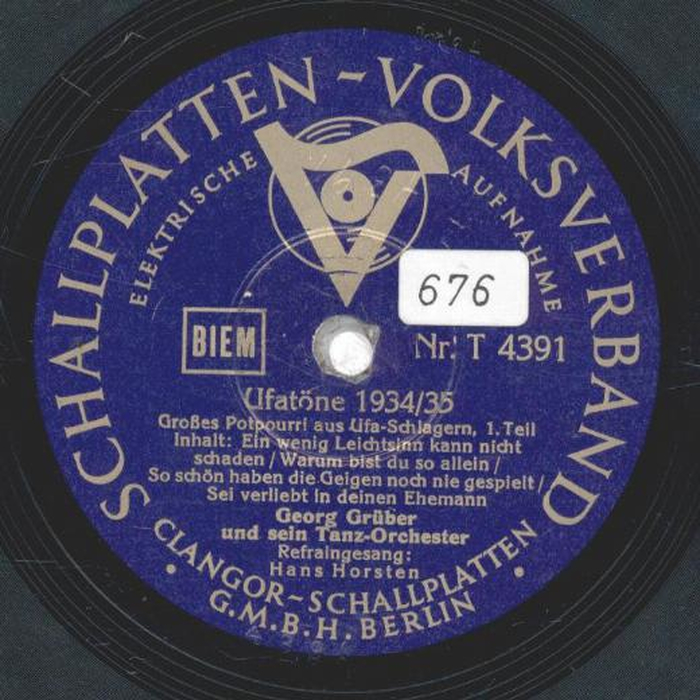 SCHALLPLATTEN-VOLKSVERBAND
ELEKTRISCHE AUFNAHME
676
BIEM
Nr. T 4391
Ufatöne 1934/35
Großes Potpourri aus Ufa-Schlagern, 1. Teil
Inhalt: Ein wenig Leichtsinn kann nicht
schaden / Warum bist du so allein /
So schön haben die Geigen noch nie gespielt /
Sei verliebt in deinen Ehemann
Georg Grüber
und sein Tanz-Orchester
Refraingesang:
Hans Horsten
CLANGOR-SCHALLPLATTEN
G.M.B.H. BERLIN